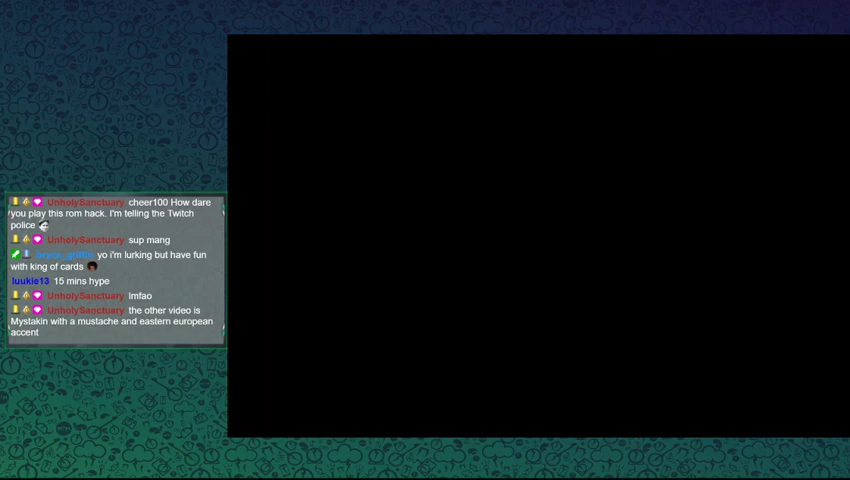 UnholySanctuary cheer100 How dare
you play this rom hack. I'm telling the Twitch
police
UnholySanctuary sup mang
yo i'm lurking but have fun
with king of cards
luukie13 15 mins hype
UnholySanctuary lmfao
UnholySanctuary the other video is
Mystakin with a mustache and eastern european
accent